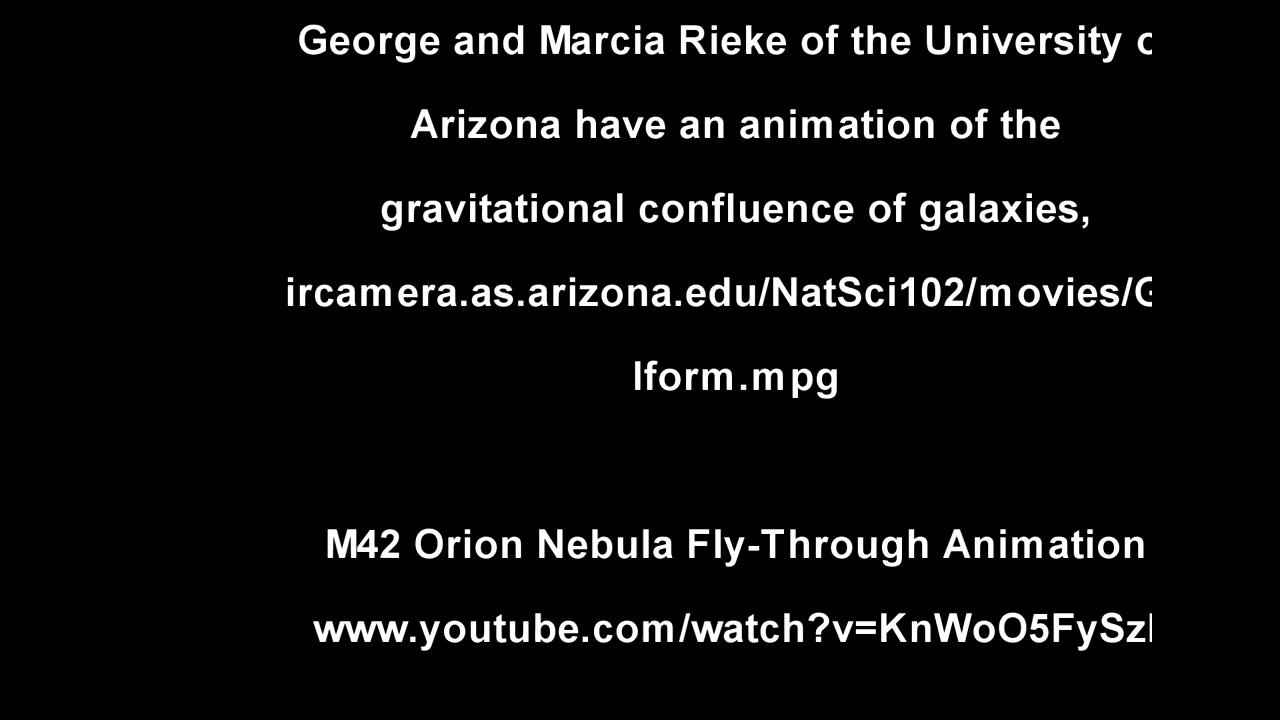 George and Marcia Rieke of the University
Arizona have an animation of the
gravitational confluence of galaxies,
ircamera.as.arizona.edu/NatSci102/movies/G
lform.mpg
M42 Orion Nebula Fly-Through Animation
www.youtube.com/watch?v=KnWoO5FySz